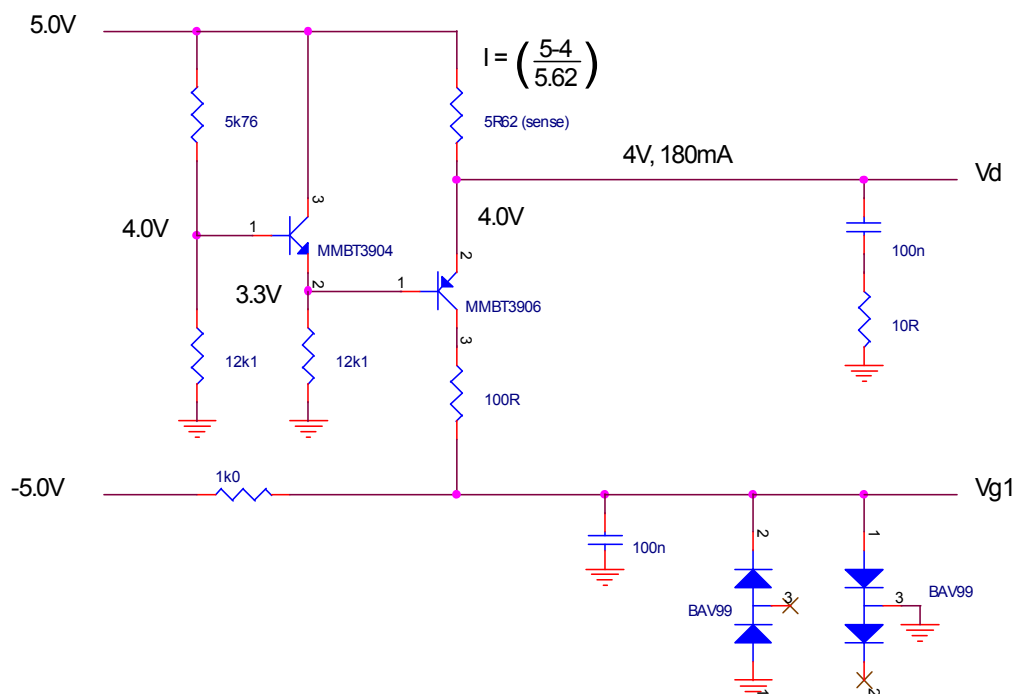 5.0V
I = (5-4/5.62)
5k76
5R62 (sense)
4V, 180mA
Vd
3
4.0V
1
MMBT3904
4.0V
2
100n
3.3V
2
1
MMBT3906
10R
3
12k1
12k1
100R
1k0
-5.0V
Vg1
2
1
100n
3
BAV99
3
BAV99
1
2